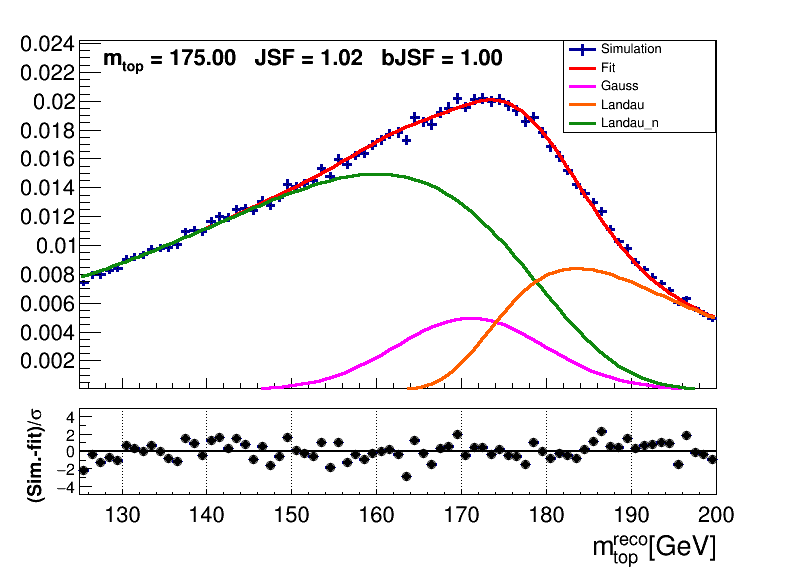 m_top = 175.00 JSF = 1.02 bJSF = 1.00
Simulation
Fit
Gauss
Landau
Landau_n
0.024
0.022
0.02
0.018
0.016
0.014
0.012
0.01
0.008
0.006
0.004
0.002
(Sim.-fit)/σ
4
2
0
−2
−4
130 140 150 160 170 180 190 200
m_top^reco[GeV]